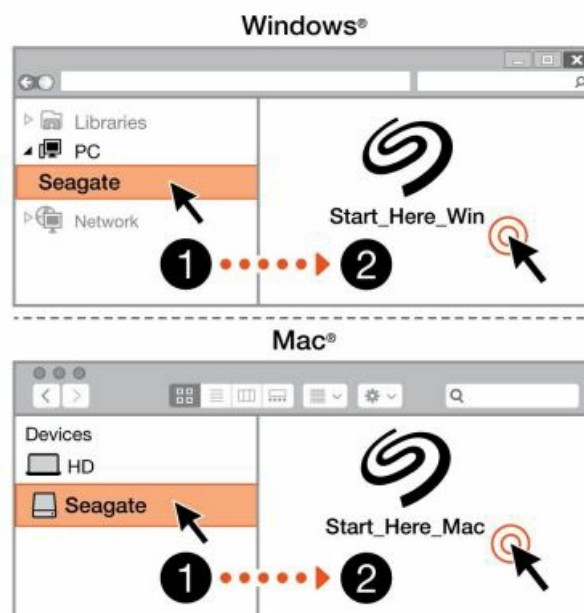 Windows®
Libraries
PC
Seagate
Network
Start_Here_Win
1
2
Mac®
Devices
HD
Seagate
Start_Here_Mac
1
2